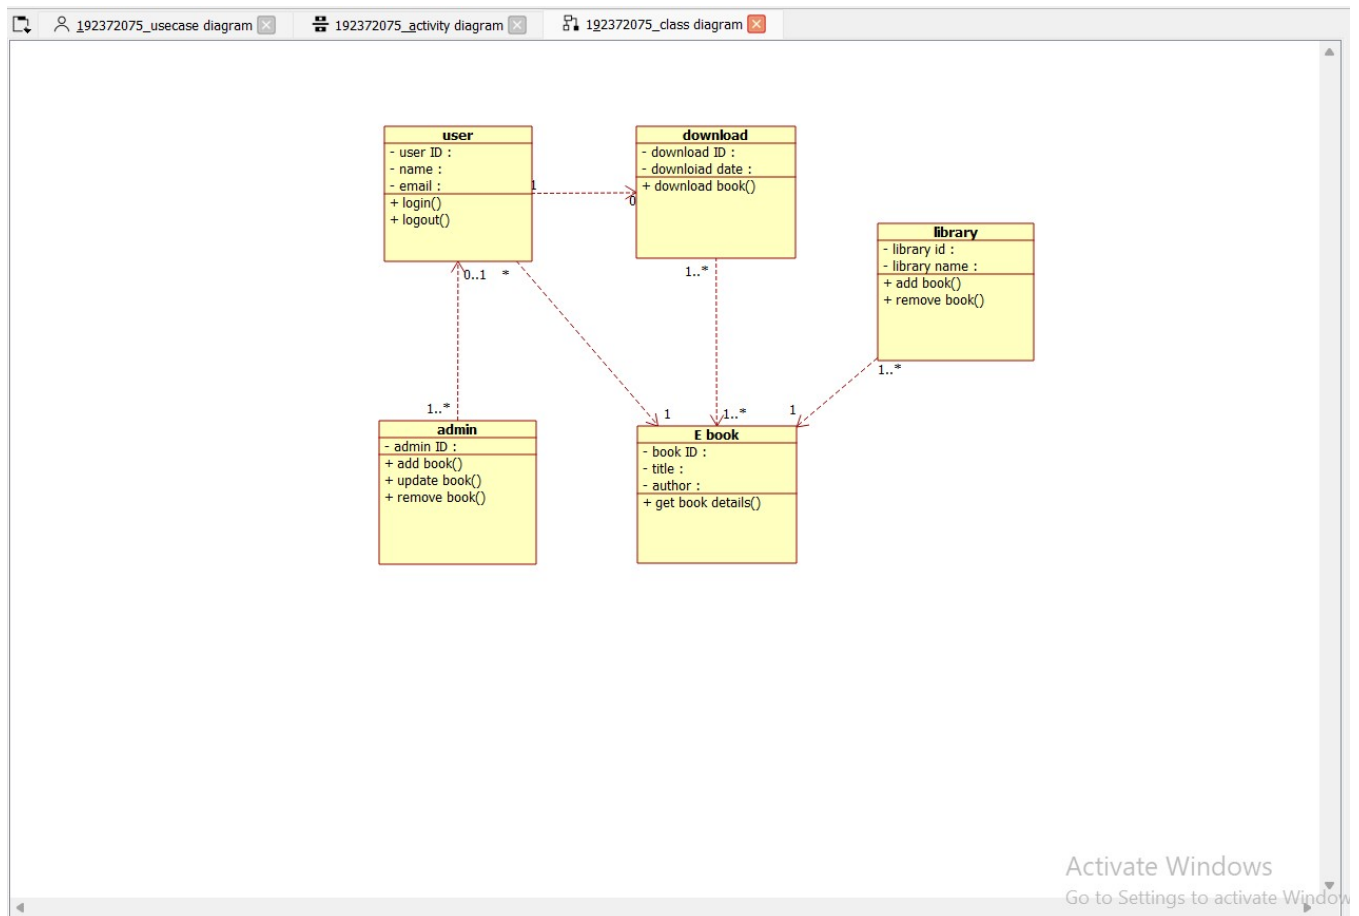 192372075_usecase diagram
192372075_activity diagram
192372075_class diagram
user
- user ID :
- name :
- email :
+ login()
+ logout()
download
- download ID :
- downloiad date :
+ download book()
1
0
library
- library id :
- library name :
+ add book()
+ remove book()
0..1
*
1..*
1..*
1..*
1
1..*
1
admin
- admin ID :
+ add book()
+ update book()
+ remove book()
E book
- book ID :
- title :
- author :
+ get book details()
Activate Windows
Go to Settings to activate Window